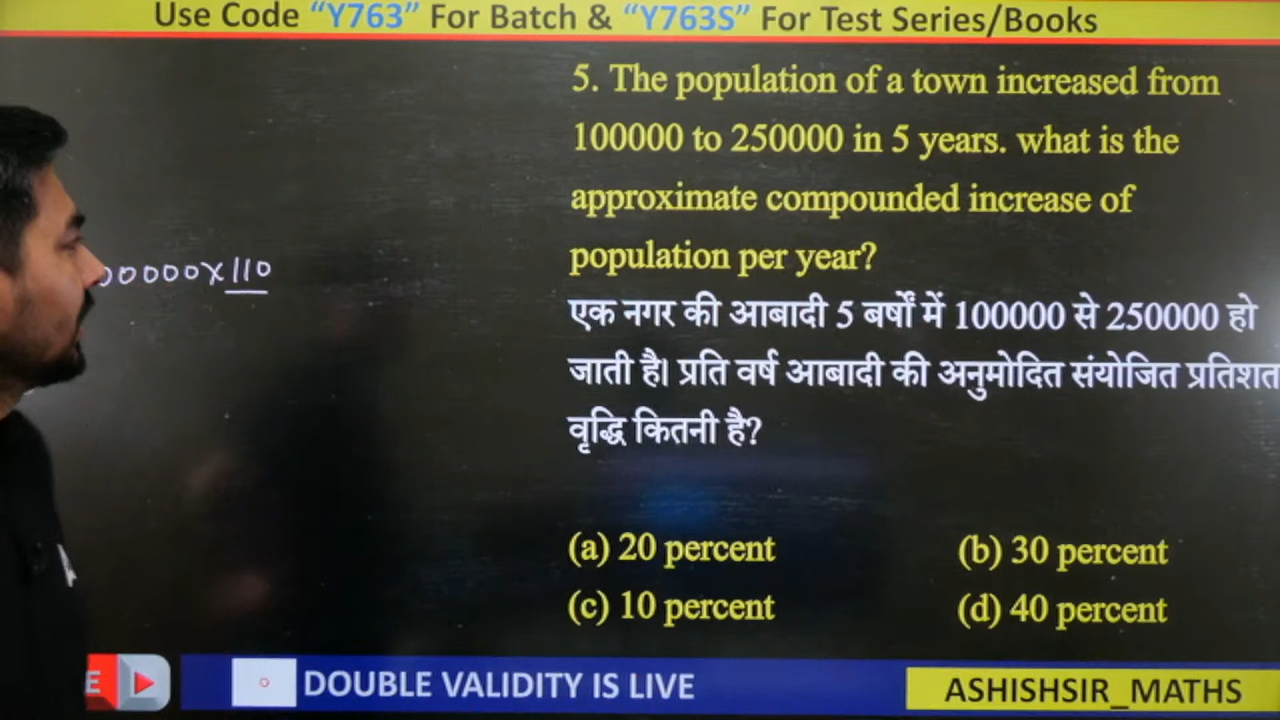 Use Code “Y763” For Batch & “Y763S” For Test Series/Books
5. The population of a town increased from
100000 to 250000 in 5 years. what is the
approximate compounded increase of
population per year?
00000×110
एक नगर की आबादी 5 बर्षों में 100000 से 250000 हो
जाती है। प्रति वर्ष आबादी की अनुमोदित संयोजित प्रतिशत
वृद्धि कितनी है?
(a) 20 percent (b) 30 percent
(c) 10 percent (d) 40 percent
E
DOUBLE VALIDITY IS LIVE
ASHISHSIR_MATHS